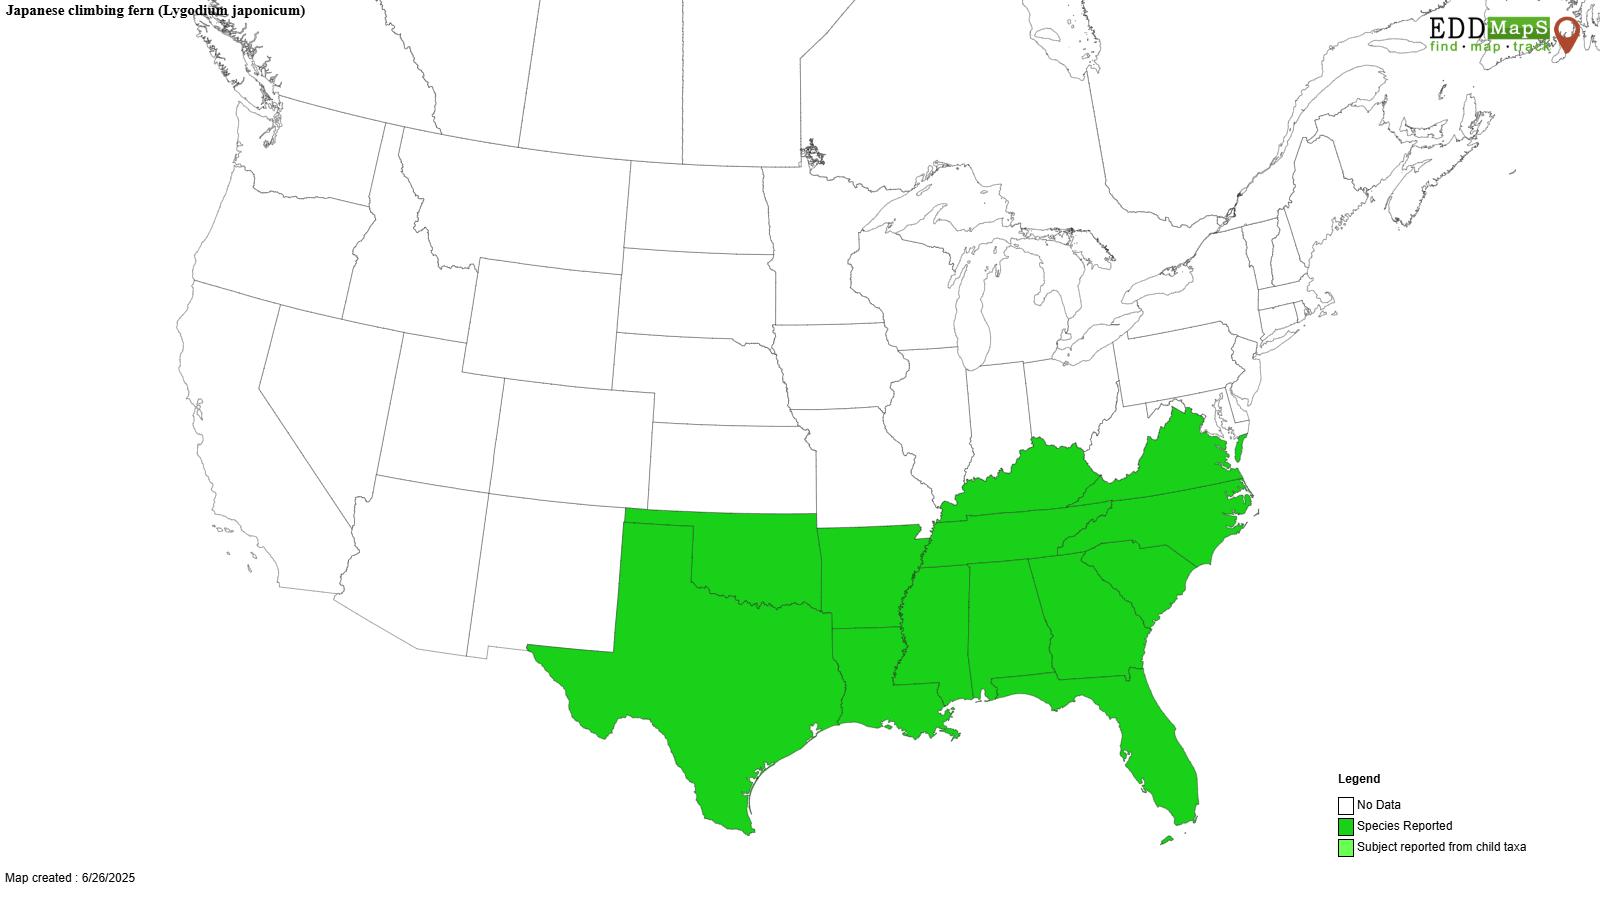 Japanese climbing fern (Lygodium japonicum)
EDDMapS
find · map · track
Legend
No Data
Species Reported
Subject reported from child taxa
Map created : 6/26/2025